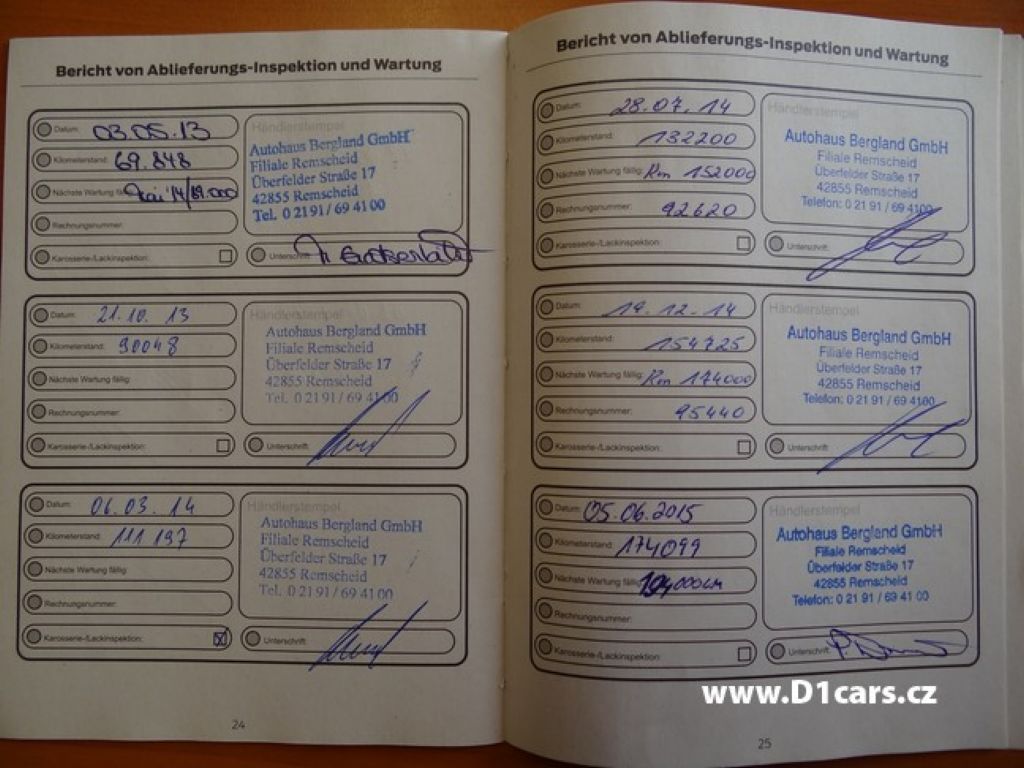 Bericht von Ablieferungs-Inspektion und Wartung
Datum: 03.05.13
Kilometerstand: 69.848
Nächste Wartung fällig: Mai '14/89.000
Rechnungsnummer:
Karosserie-/Lackinspektion:
Händlerstempel
Autohaus Bergland GmbH
Filiale Remscheid
Überfelder Straße 17
42855 Remscheid
Tel. 0 21 91 / 69 41 00
Unterschrift:
Datum: 21.10.13
Kilometerstand: 90048
Nächste Wartung fällig:
Rechnungsnummer:
Karosserie-/Lackinspektion:
Händlerstempel
Autohaus Bergland GmbH
Filiale Remscheid
Überfelder Straße 17
42855 Remscheid
Tel. 0 21 91 / 69 41 00
Unterschrift:
Datum: 06.03.14
Kilometerstand: 111 197
Nächste Wartung fällig:
Rechnungsnummer:
Karosserie-/Lackinspektion: ☒
Händlerstempel
Autohaus Bergland GmbH
Filiale Remscheid
Überfelder Straße 17
42855 Remscheid
Tel. 0 21 91 / 69 41 00
Unterschrift:
24
Bericht von Ablieferungs-Inspektion und Wartung
Datum: 28.07.14
Kilometerstand: 132200
Nächste Wartung fällig: Km 152000
Rechnungsnummer: 92620
Karosserie-/Lackinspektion:
Händlerstempel
Autohaus Bergland GmbH
Filiale Remscheid
Überfelder Straße 17
42855 Remscheid
Telefon: 0 21 91 / 69 4100
Unterschrift:
Datum: 19.12.14
Kilometerstand: 154725
Nächste Wartung fällig: Km 174000
Rechnungsnummer: 95440
Karosserie-/Lackinspektion:
Händlerstempel
Autohaus Bergland GmbH
Filiale Remscheid
Überfelder Straße 17
42855 Remscheid
Telefon: 0 21 91 / 69 4100
Unterschrift:
Datum: 05.06.2015
Kilometerstand: 174099
Nächste Wartung fällig: 194000km
Rechnungsnummer:
Karosserie-/Lackinspektion:
Händlerstempel
Autohaus Bergland GmbH
Filiale Remscheid
Überfelder Straße 17
42855 Remscheid
Telefon: 0 21 91 / 69 41 00
Unterschrift:
www.D1cars.cz
25